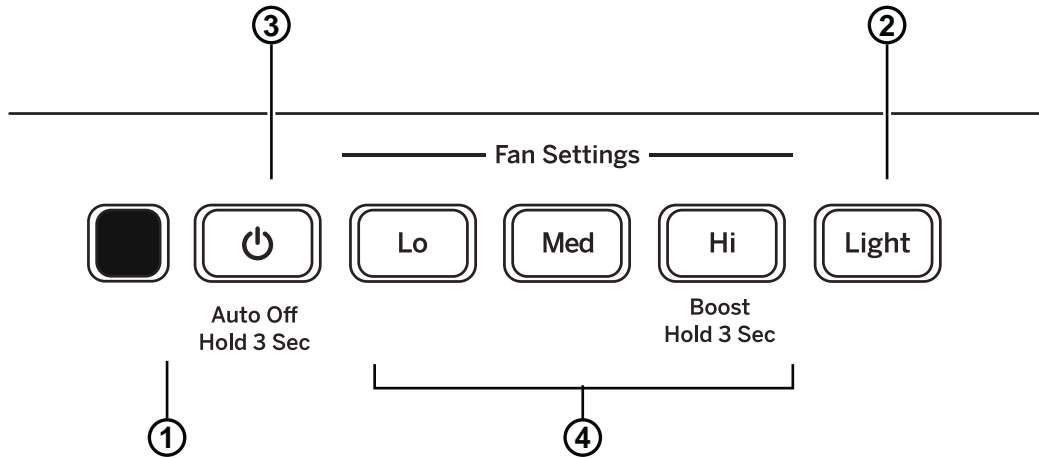 3
2
Fan Settings
Lo
Med
Hi
Light
Auto Off
Hold 3 Sec
Boost
Hold 3 Sec
1
4